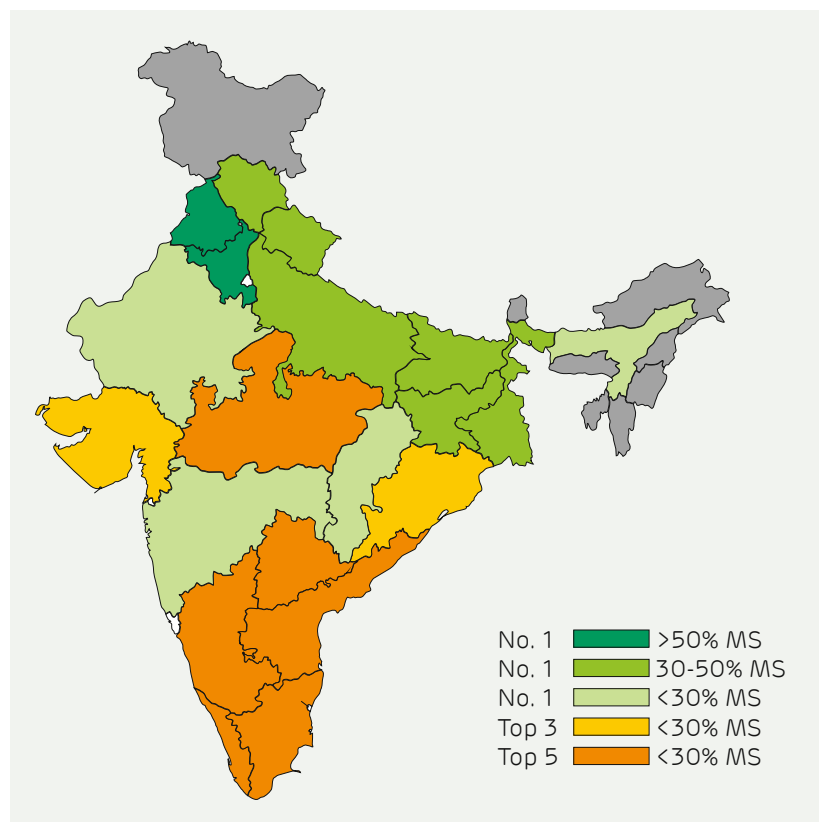 No. 1 >50% MS
No. 1 30-50% MS
No. 1 <30% MS
Top 3 <30% MS
Top 5 <30% MS